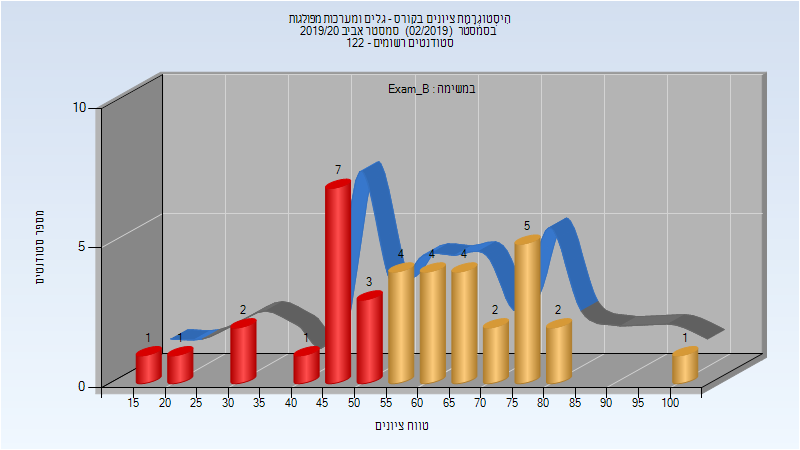 היסטוגרמת ציונים בקורס - גלים ומערכות מפולגות
בסמסטר (02/2019) סמסטר אביב 2019/20
סטודנטים רשומים - 122
במשימה : Exam_B
מספר סטודנטים
10
5
0
1
1
2
1
7
3
4
4
4
2
5
2
1
15 20 25 30 35 40 45 50 55 60 65 70 75 80 85 90 95 100
טווח ציונים